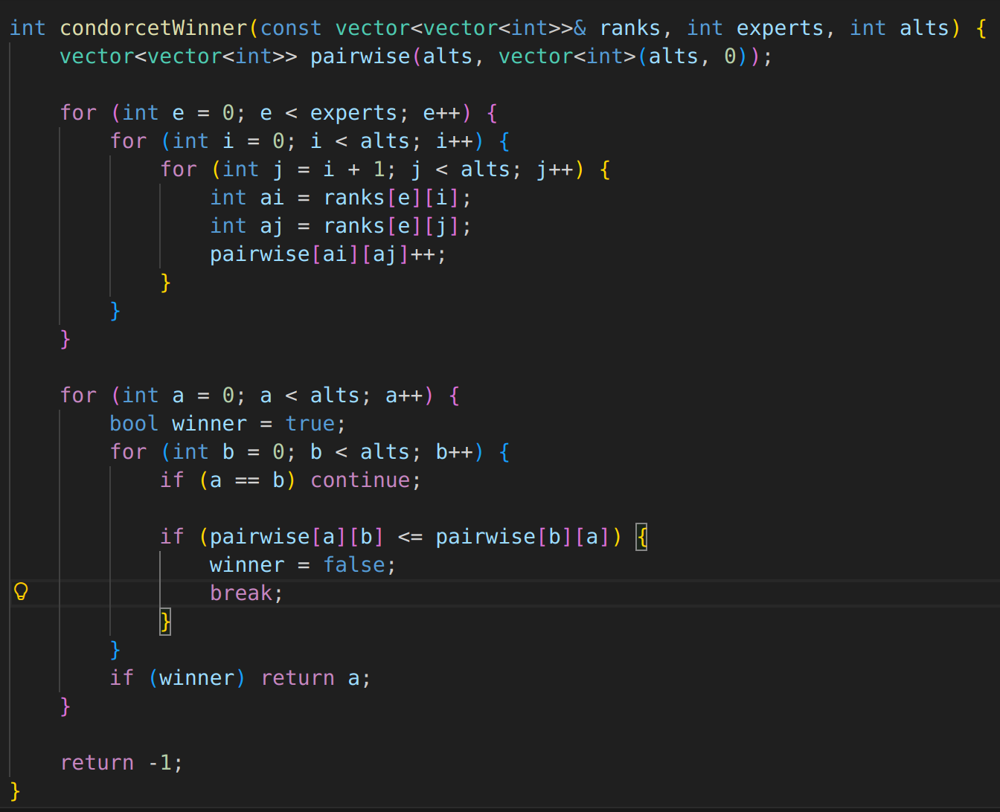 int condorcetWinner(const vector<vector<int>>& ranks, int experts, int alts) {
    vector<vector<int>> pairwise(alts, vector<int>(alts, 0));

    for (int e = 0; e < experts; e++) {
        for (int i = 0; i < alts; i++) {
            for (int j = i + 1; j < alts; j++) {
                int ai = ranks[e][i];
                int aj = ranks[e][j];
                pairwise[ai][aj]++;
            }
        }
    }

    for (int a = 0; a < alts; a++) {
        bool winner = true;
        for (int b = 0; b < alts; b++) {
            if (a == b) continue;

            if (pairwise[a][b] <= pairwise[b][a]) {
                winner = false;
                break;
            }
        }
        if (winner) return a;
    }

    return -1;
}